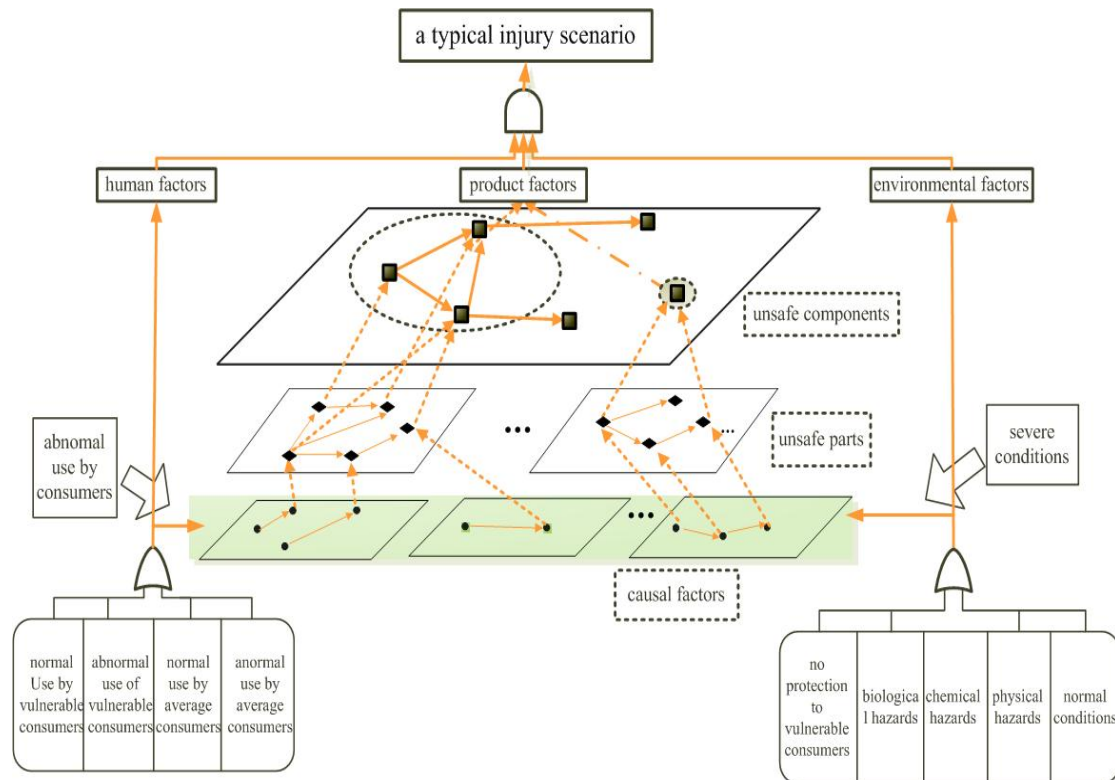 a typical injury scenario
human factors
product factors
environmental factors
unsafe components
abnomal
use by
consumers
unsafe parts
severe
conditions
•••
•••
...
•••
causal factors
normal
Use by
vulnerable
consumers
abnormal
use of
vulnerable
consumers
normal
use by
average
consumers
anormal
use by
average
consumers
no
protection
to
vulnerable
consumers
biologica
l hazards
chemical
hazards
physical
hazards
normal
conditions